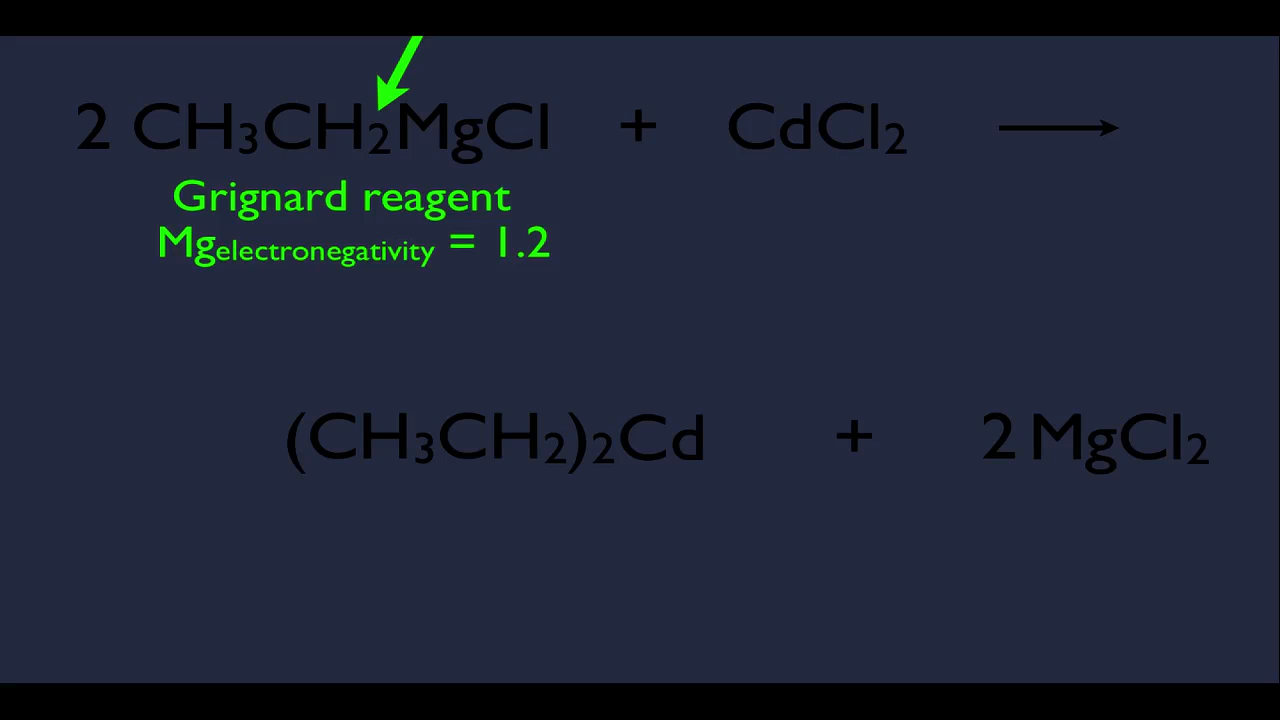 2 CH₃CH₂MgCl + CdCl₂ ⟶
Grignard reagent
Mgelectronegativity = 1.2
(CH₃CH₂)₂Cd + 2 MgCl₂